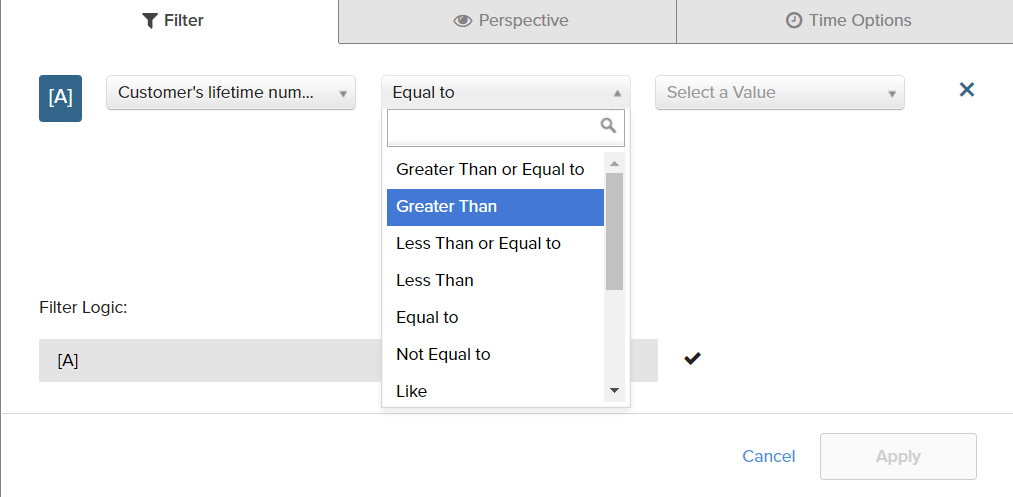 Filter
Perspective
Time Options
[A]
Customer's lifetime num...
Equal to
Select a Value
Greater Than or Equal to
Greater Than
Less Than or Equal to
Less Than
Equal to
Not Equal to
Like
Filter Logic:
[A]
Cancel
Apply